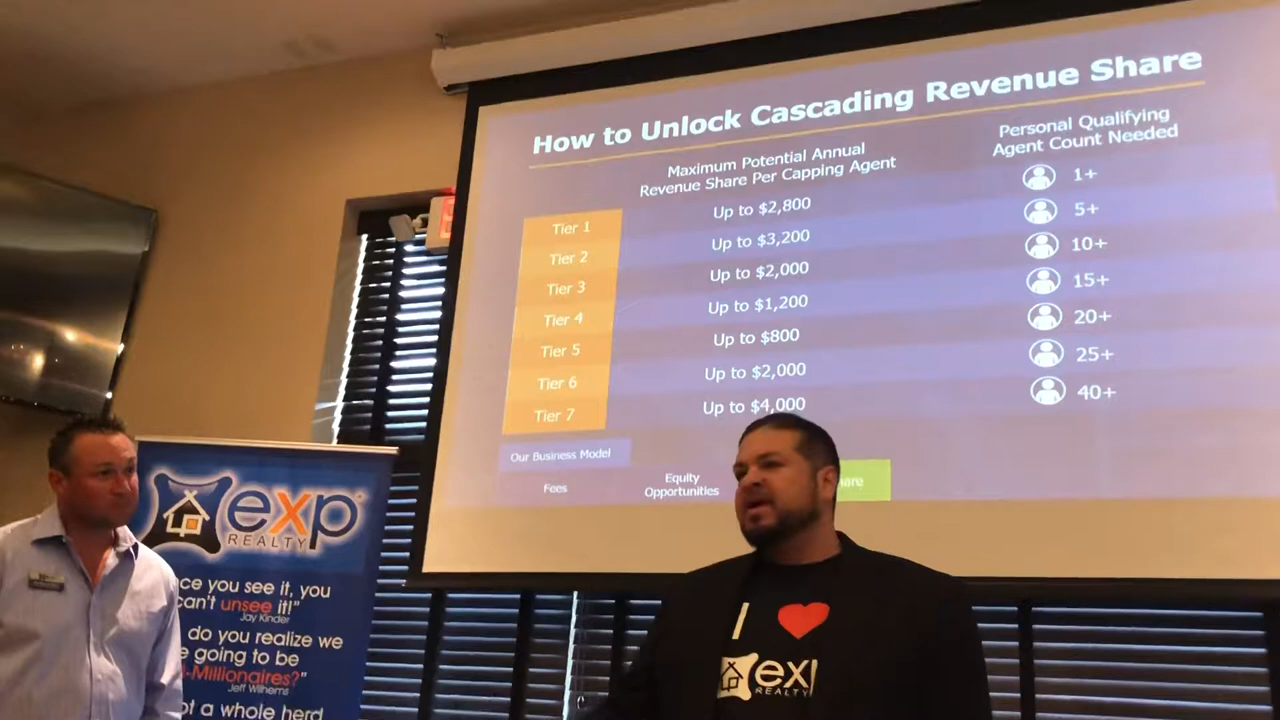 How to Unlock Cascading Revenue Share
Maximum Potential Annual
Revenue Share Per Capping Agent
Personal Qualifying
Agent Count Needed
Tier 1 Up to $2,800 1+
Tier 2 Up to $3,200 5+
Tier 3 Up to $2,000 10+
Tier 4 Up to $1,200 15+
Tier 5 Up to $800 20+
Tier 6 Up to $2,000 25+
Tier 7 Up to $4,000 40+
Our Business Model
Fees
Equity
Opportunities
are
exp
REALTY
ce you see it, you
can't unsee it!"
Jay Kinder
do you realize we
e going to be
-Millionaires?"
Jeff Wilhems
ot a whole herd
I
exp
REALTY